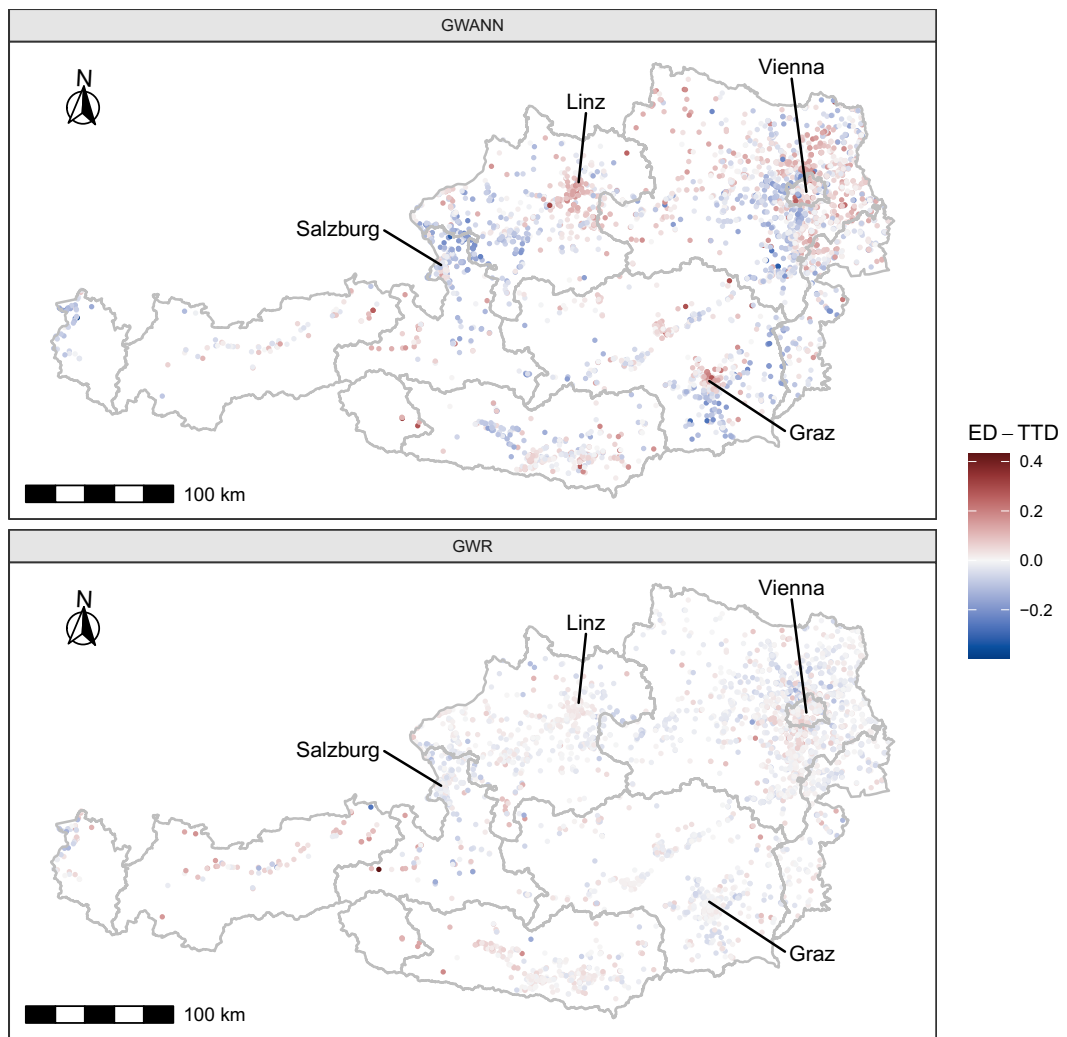 GWANN
N
Vienna
Linz
Salzburg
Graz
100 km
ED – TTD
0.4
0.2
0.0
−0.2
GWR
N
Vienna
Linz
Salzburg
Graz
100 km